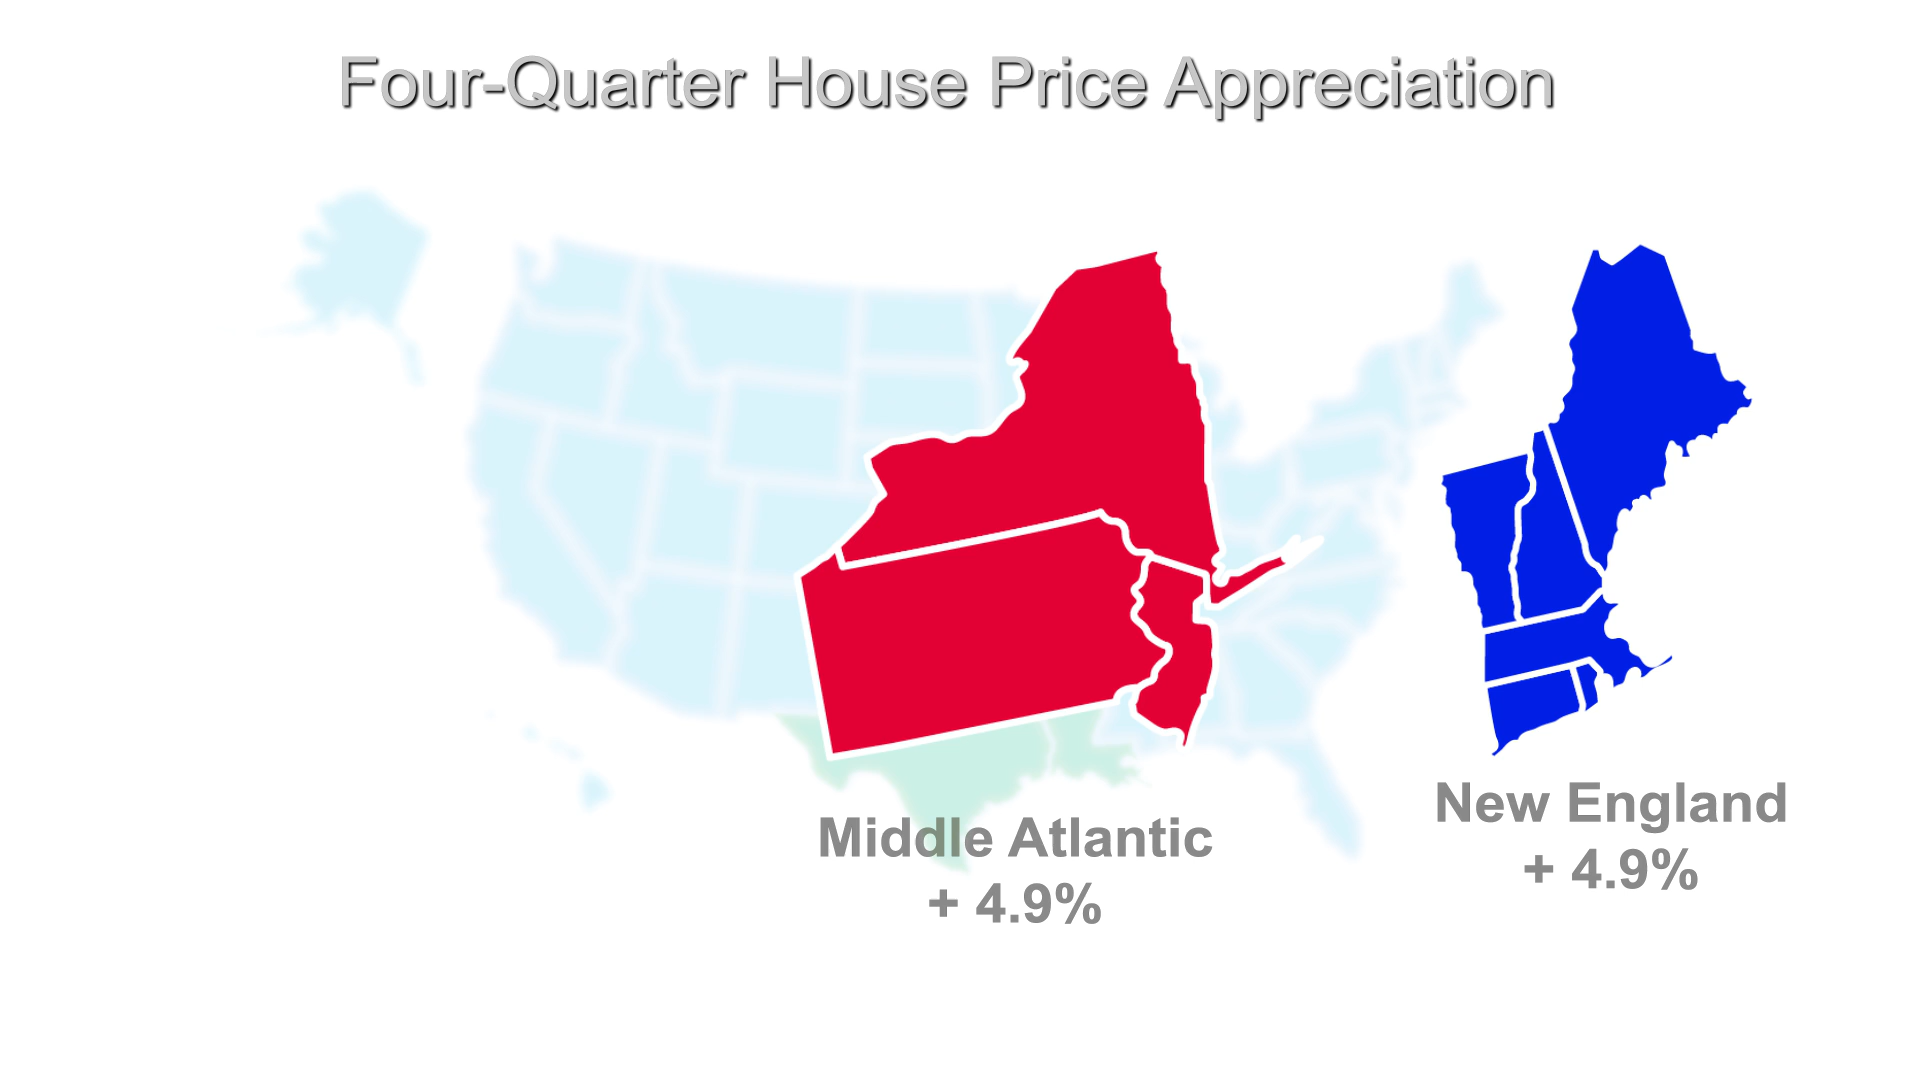 Four-Quarter House Price Appreciation
Middle Atlantic
+ 4.9%
New England
+ 4.9%